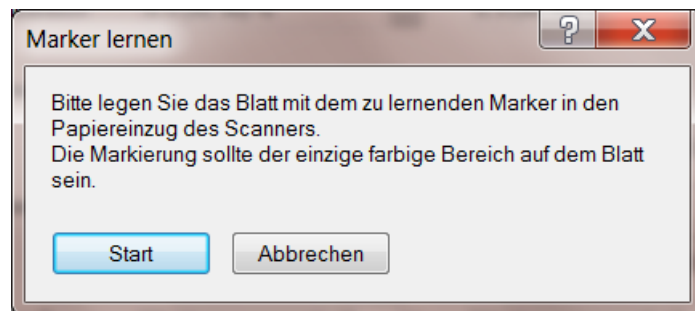 Marker lernen
Bitte legen Sie das Blatt mit dem zu lernenden Marker in den
Papiereinzug des Scanners.
Die Markierung sollte der einzige farbige Bereich auf dem Blatt
sein.
Start
Abbrechen